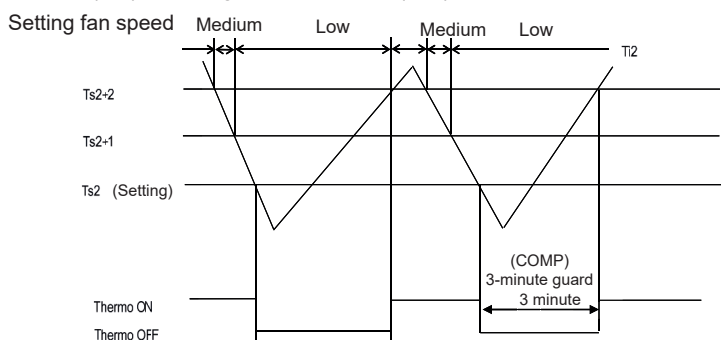 Setting fan speed
Medium
Low
Medium
Low
Ti2
Ts2+2
Ts2+1
Ts2 (Setting)
(COMP)
3-minute guard
3 minute
Thermo ON
Thermo OFF